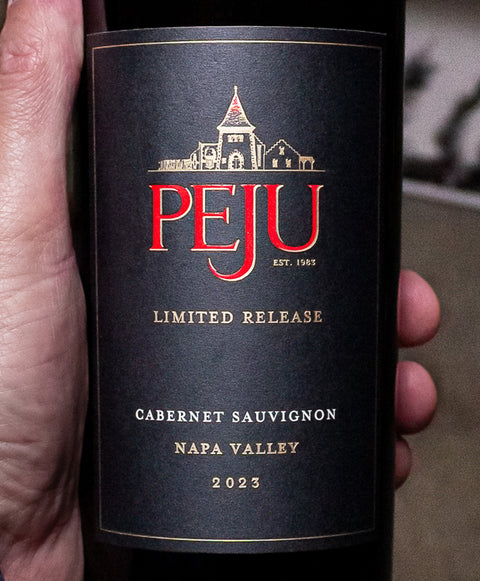 PEJU
EST. 1983
LIMITED RELEASE
CABERNET SAUVIGNON
NAPA VALLEY
2023